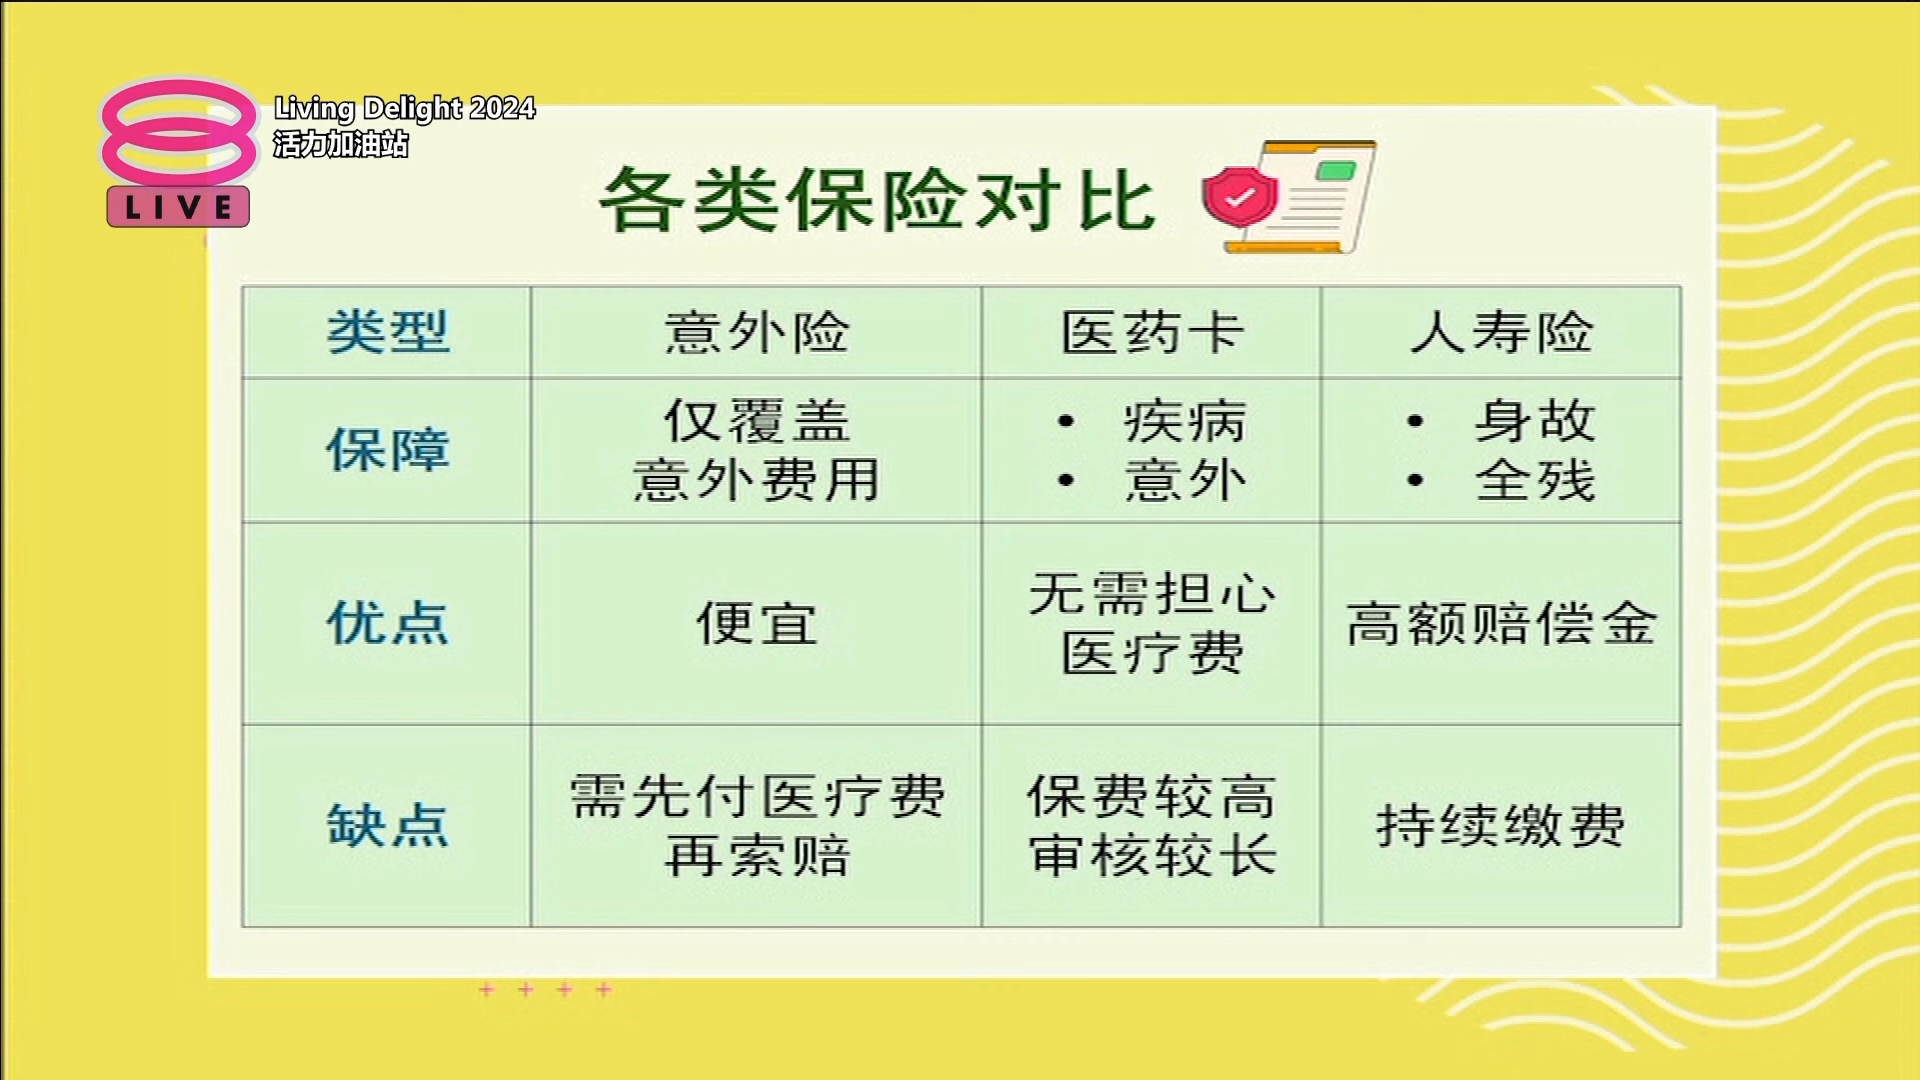 Living Delight 2024
活力加油站
LIVE
各类保险对比
类型
意外险
医药卡
人寿险
保障
仅覆盖
意外费用
• 疾病
• 意外
• 身故
• 全残
优点
便宜
无需担心
医疗费
高额赔偿金
缺点
需先付医疗费
再索赔
保费较高
审核较长
持续缴费